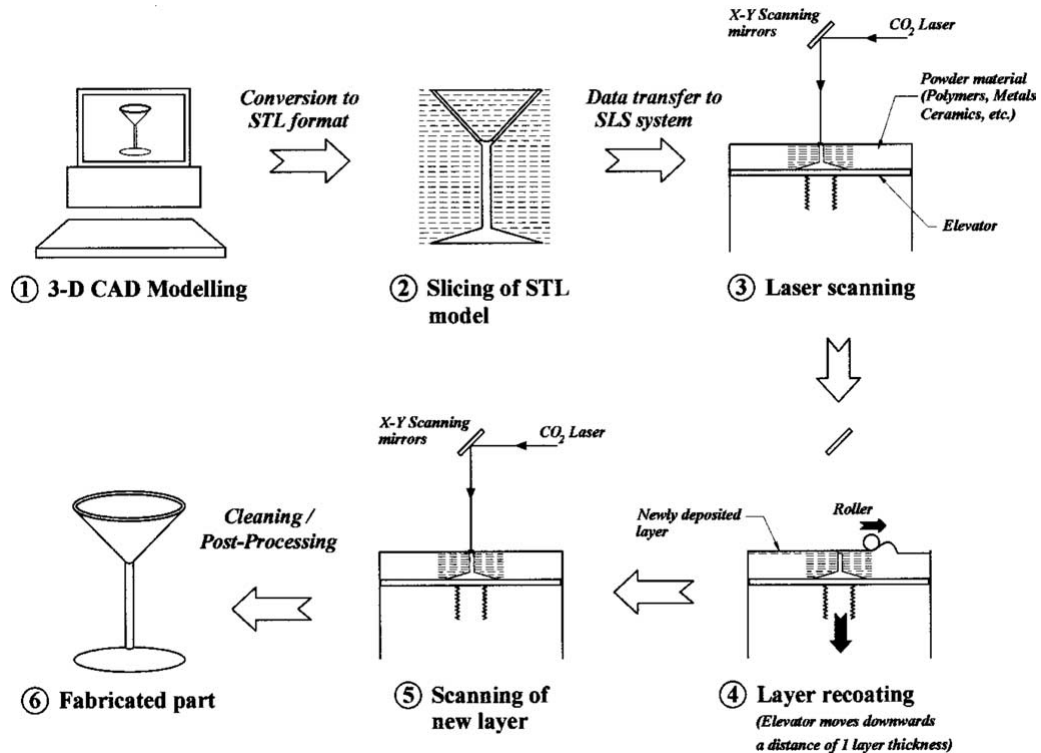 X-Y Scanning
mirrors
CO₂ Laser
Conversion to
STL format
Data transfer to
SLS system
Powder material
(Polymers, Metals
Ceramics, etc.)
Elevator
① 3-D CAD Modelling
② Slicing of STL
model
③ Laser scanning
X-Y Scanning
mirrors
CO₂ Laser
Cleaning /
Post-Processing
Newly deposited
layer
Roller
⑥ Fabricated part
⑤ Scanning of
new layer
④ Layer recoating
(Elevator moves downwards
a distance of 1 layer thickness)